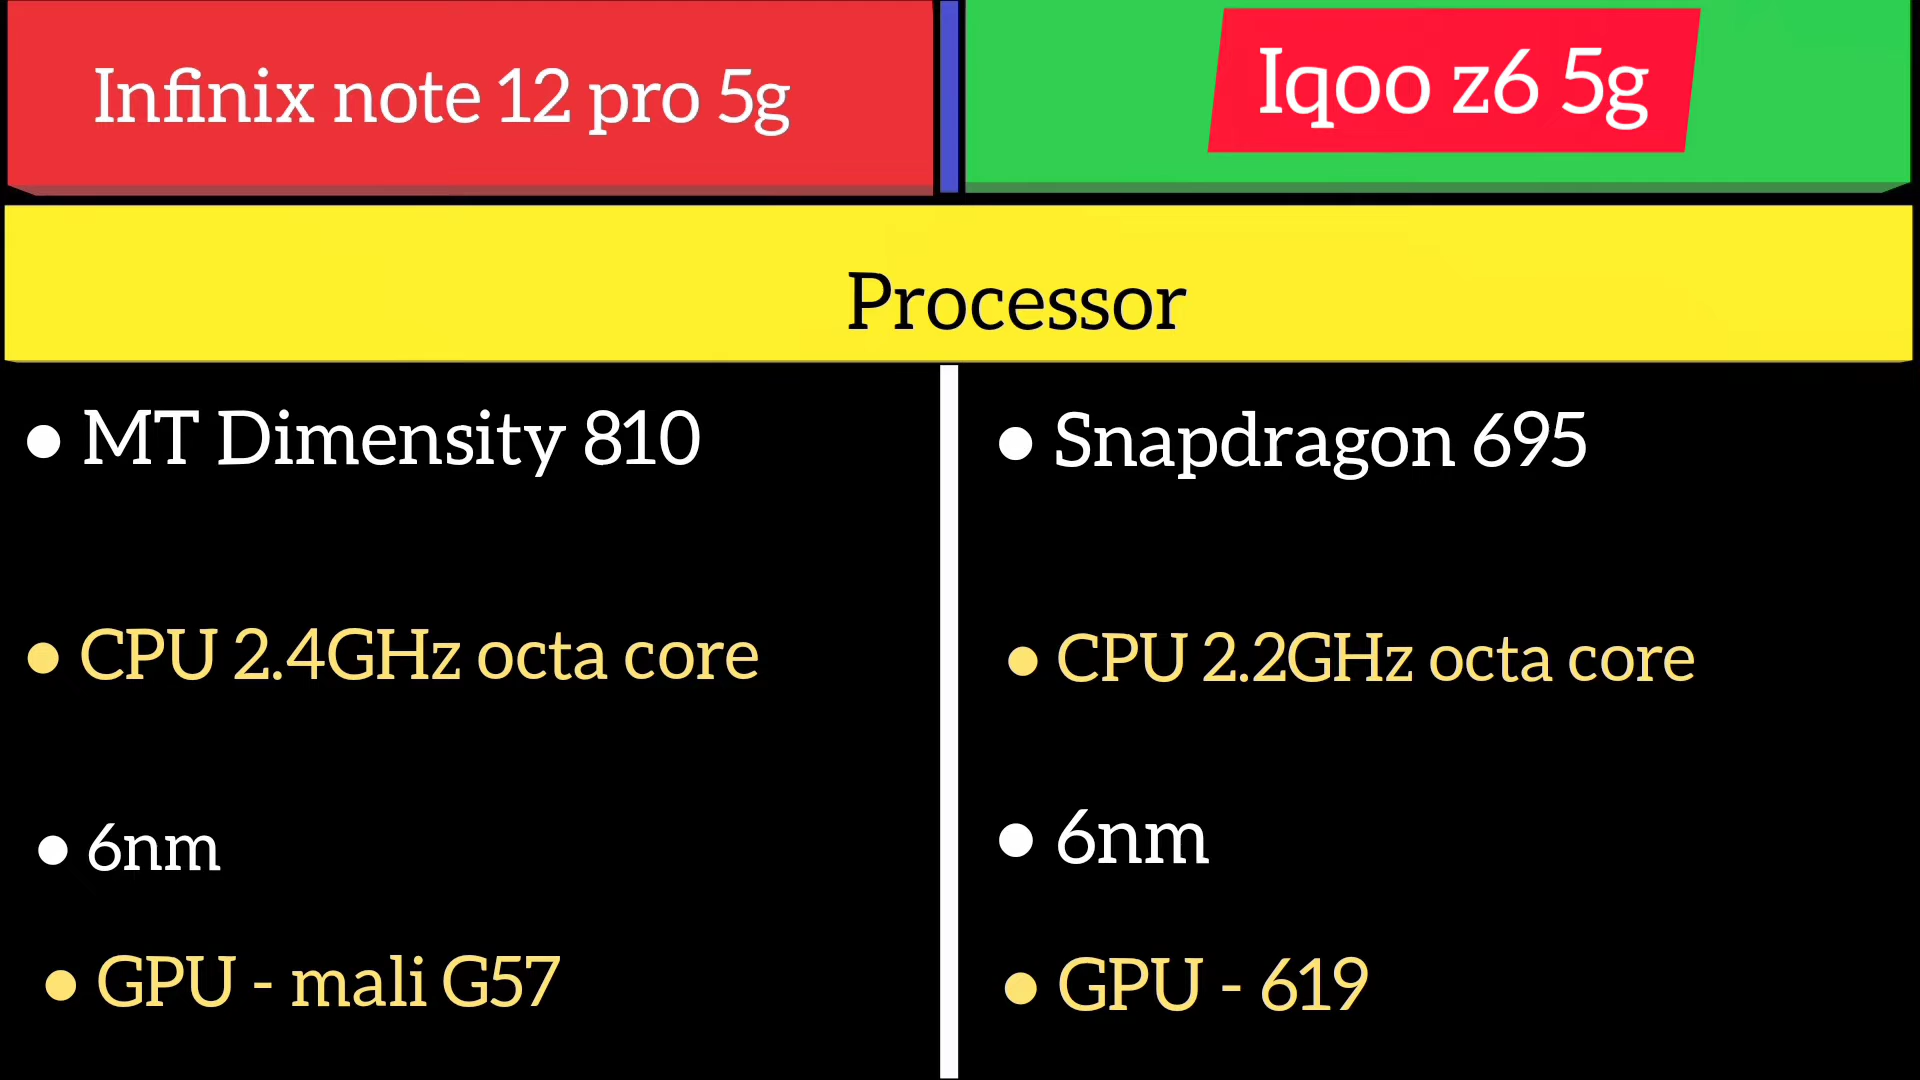 Infinix note 12 pro 5g
Iqoo z6 5g
Processor
● MT Dimensity 810
● Snapdragon 695
● CPU 2.4GHz octa core
● CPU 2.2GHz octa core
● 6nm
● 6nm
● GPU - mali G57
● GPU - 619